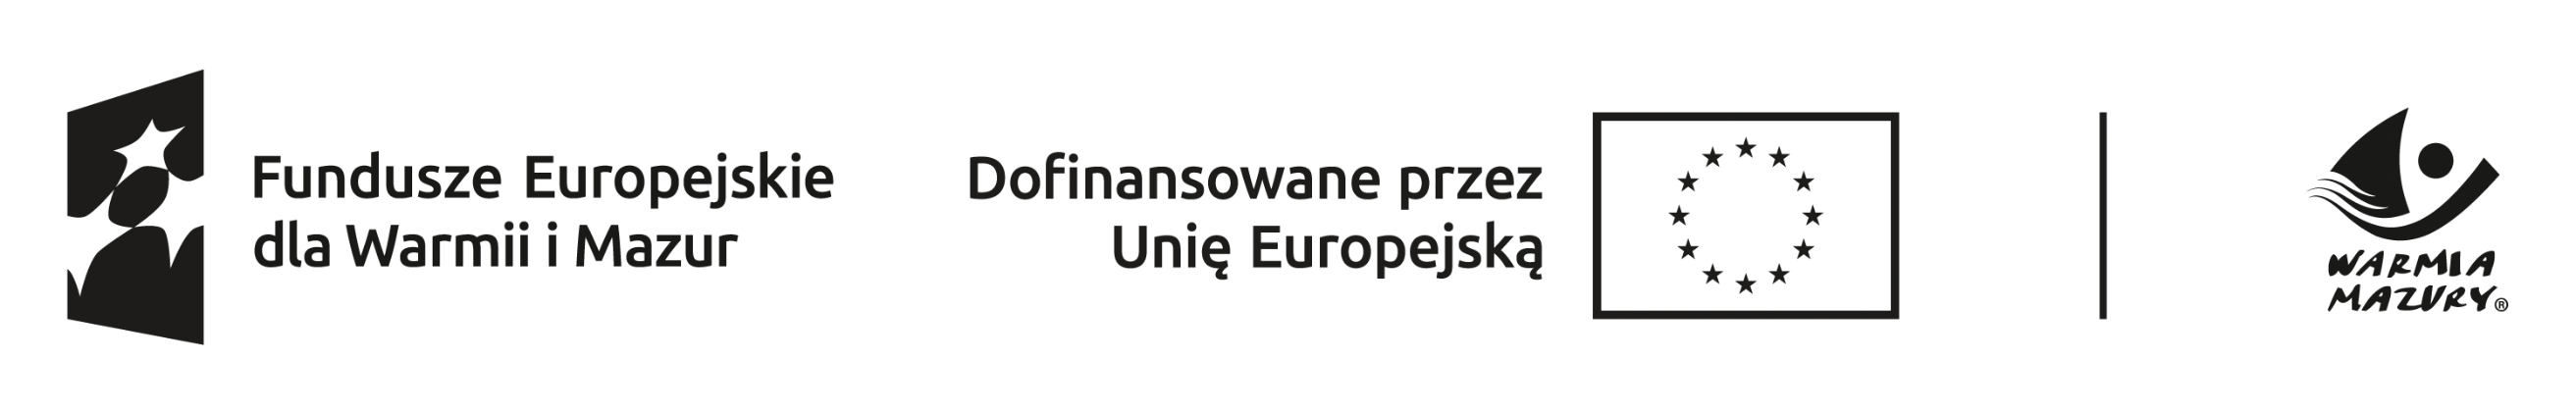 Fundusze Europejskie
dla Warmii i Mazur
Dofinansowane przez
Unię Europejską
WARMIA
MAZURY®